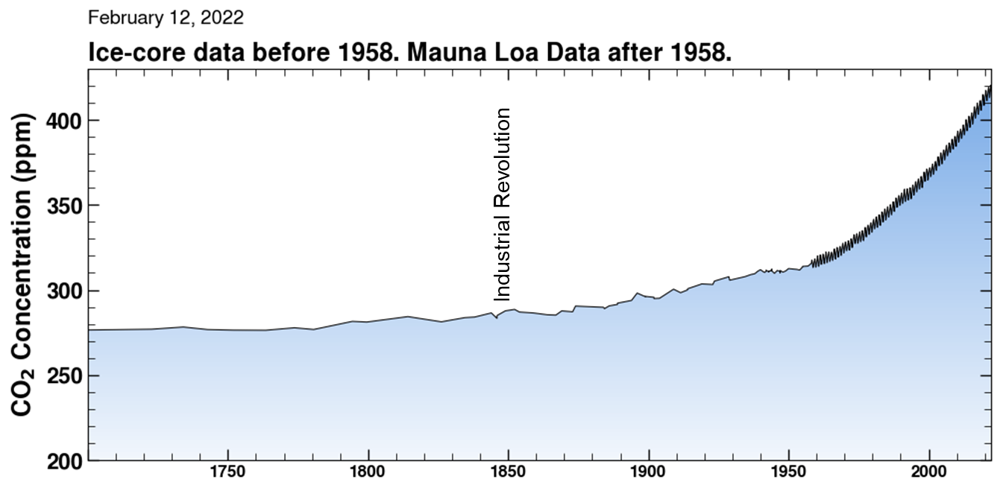 February 12, 2022
Ice-core data before 1958. Mauna Loa Data after 1958.
CO₂ Concentration (ppm)
400
350
300
250
200
Industrial Revolution
1750
1800
1850
1900
1950
2000